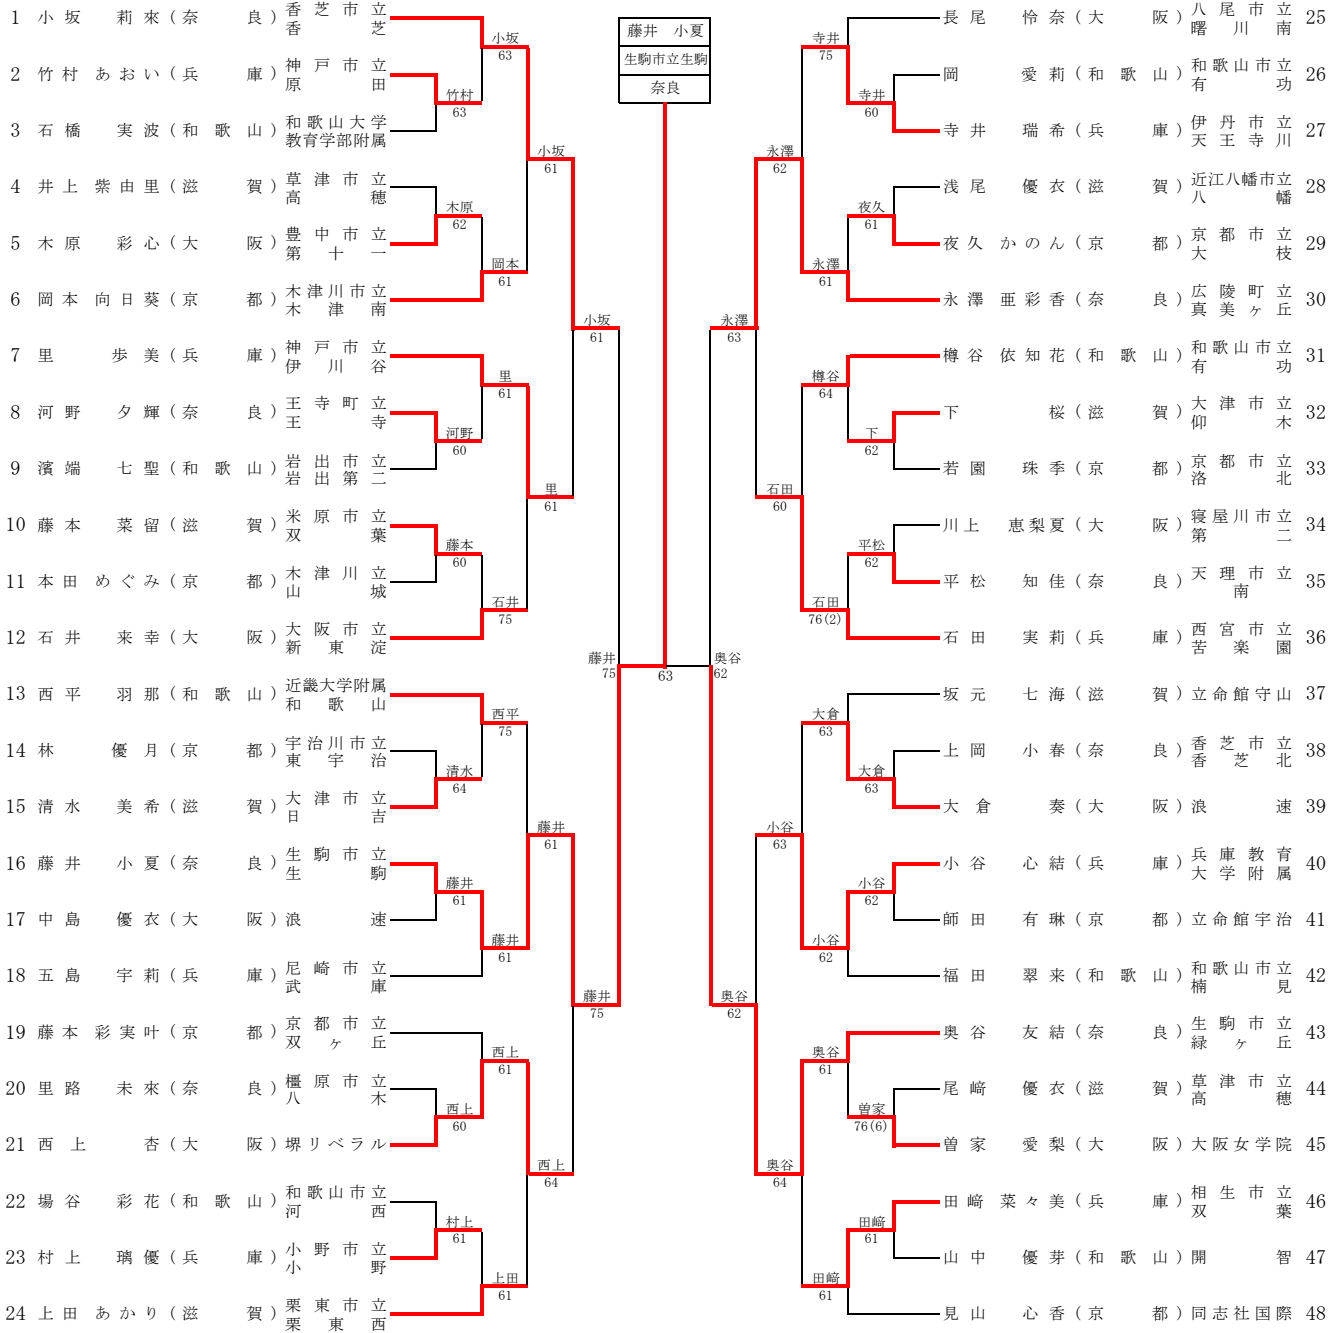 藤井 小夏
生駒市立生駒
奈良
1 小坂 莉來（奈良）香芝市立 香芝
2 竹村 あおい（兵庫）神戸市立 原田
3 石橋 実波（和歌山）和歌山大学 教育学部附属
4 井上 紫由里（滋賀）草津市立 高穂
5 木原 彩心（大阪）豊中市立 第十一
6 岡本 向日葵（京都）木津川市立 木津南
7 里 歩美（兵庫）神戸市立 伊川谷
8 河野 夕輝（奈良）王寺町立 王寺
9 濱端 七聖（和歌山）岩出市立 岩出第二
10 藤本 菜留（滋賀）米原市立 双葉
11 本田 めぐみ（京都）木津川立 山城
12 石井 来幸（大阪）大阪市立 新東淀
13 西平 羽那（和歌山）近畿大学附属 和歌山
14 林 優月（京都）宇治川市立 東宇治
15 清水 美希（滋賀）大津市立 日吉
16 藤井 小夏（奈良）生駒市立 生駒
17 中島 優衣（大阪）浪速
18 五島 宇莉（兵庫）尼崎市立 武庫
19 藤本 彩実叶（京都）京都市立 双ヶ丘
20 里路 未來（奈良）橿原市立 八木
21 西上 杏（大阪）堺リベラル
22 場谷 彩花（和歌山）和歌山市立 河西
23 村上 璃優（兵庫）小野市立 小野
24 上田 あかり（滋賀）栗東市立 栗東西
小坂
63
竹村
63
小坂
61
木原
62
岡本
61
小坂
61
里
61
河野
60
里
61
藤本
60
石井
75
藤井
75
63
西平
75
清水
64
藤井
61
藤井
61
藤井
61
藤井
75
西上
61
西上
60
西上
64
村上
61
上田
61
寺井
75
寺井
60
永澤
62
夜久
61
永澤
61
永澤
63
樽谷
64
下
62
石田
60
平松
62
石田
76(2)
奥谷
62
大倉
63
大倉
63
小谷
63
小谷
62
小谷
62
奥谷
62
奥谷
61
曽家
76(6)
奥谷
64
田﨑
61
田﨑
61
長尾 怜奈（大阪）八尾市立 曙川南 25
岡 愛莉（和歌山）和歌山市立 有功 26
寺井 瑞希（兵庫）伊丹市立 天王寺川 27
浅尾 優衣（滋賀）近江八幡市立 八幡 28
夜久 かのん（京都）京都市立 大枝 29
永澤 亜彩香（奈良）広陵町立 真美ヶ丘 30
樽谷 依知花（和歌山）和歌山市立 有功 31
下 桜（滋賀）大津市立 仰木 32
若園 珠季（京都）京都市立 洛北 33
川上 恵梨夏（大阪）寝屋川市立 第二 34
平松 知佳（奈良）天理市立 南 35
石田 実莉（兵庫）西宮市立 苦楽園 36
坂元 七海（滋賀）立命館守山 37
上岡 小春（奈良）香芝市立 香芝北 38
大倉 奏（大阪）浪速 39
小谷 心結（兵庫）兵庫教育 大学附属 40
師田 有琳（京都）立命館宇治 41
福田 翠来（和歌山）和歌山市立 楠見 42
奥谷 友結（奈良）生駒市立 緑ヶ丘 43
尾﨑 優衣（滋賀）草津市立 高穂 44
曽家 愛梨（大阪）大阪女学院 45
田﨑 菜々美（兵庫）相生市立 双葉 46
山中 優芽（和歌山）開智 47
見山 心香（京都）同志社国際 48